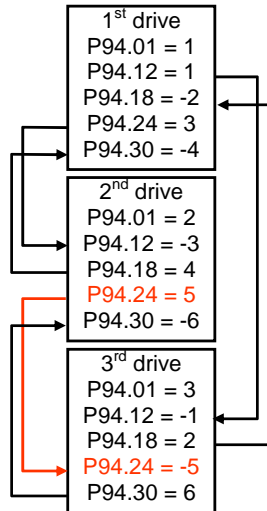 1st drive
P94.01 = 1
P94.12 = 1
P94.18 = -2
P94.24 = 3
P94.30 = -4
2nd drive
P94.01 = 2
P94.12 = -3
P94.18 = 4
P94.24 = 5
P94.30 = -6
3rd drive
P94.01 = 3
P94.12 = -1
P94.18 = 2
P94.24 = -5
P94.30 = 6